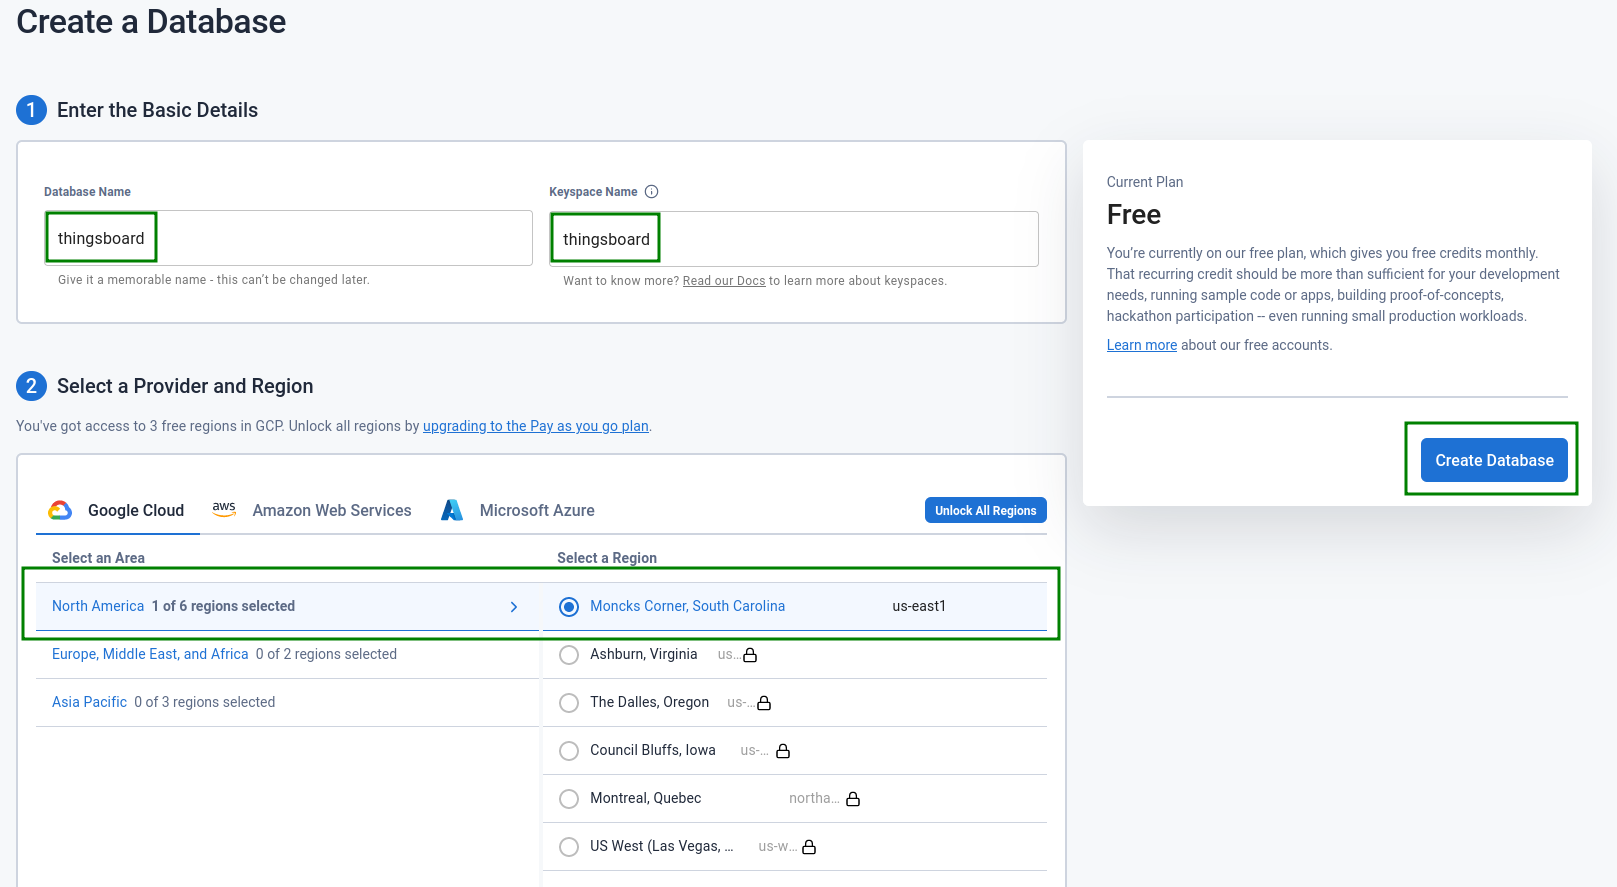 Create a Database
1 Enter the Basic Details
Database Name
thingsboard
Give it a memorable name - this can't be changed later.
Keyspace Name
thingsboard
Want to know more? Read our Docs to learn more about keyspaces.
Current Plan
Free
You're currently on our free plan, which gives you free credits monthly.
That recurring credit should be more than sufficient for your development
needs, running sample code or apps, building proof-of-concepts,
hackathon participation -- even running small production workloads.
Learn more about our free accounts.
Create Database
2 Select a Provider and Region
You've got access to 3 free regions in GCP. Unlock all regions by upgrading to the Pay as you go plan.
Google Cloud
aws Amazon Web Services
Microsoft Azure
Unlock All Regions
Select an Area
Select a Region
North America 1 of 6 regions selected
Moncks Corner, South Carolina us-east1
Europe, Middle East, and Africa 0 of 2 regions selected
Ashburn, Virginia us...
Asia Pacific 0 of 3 regions selected
The Dalles, Oregon us-...
Council Bluffs, Iowa us-...
Montreal, Quebec northa...
US West (Las Vegas, ... us-w...